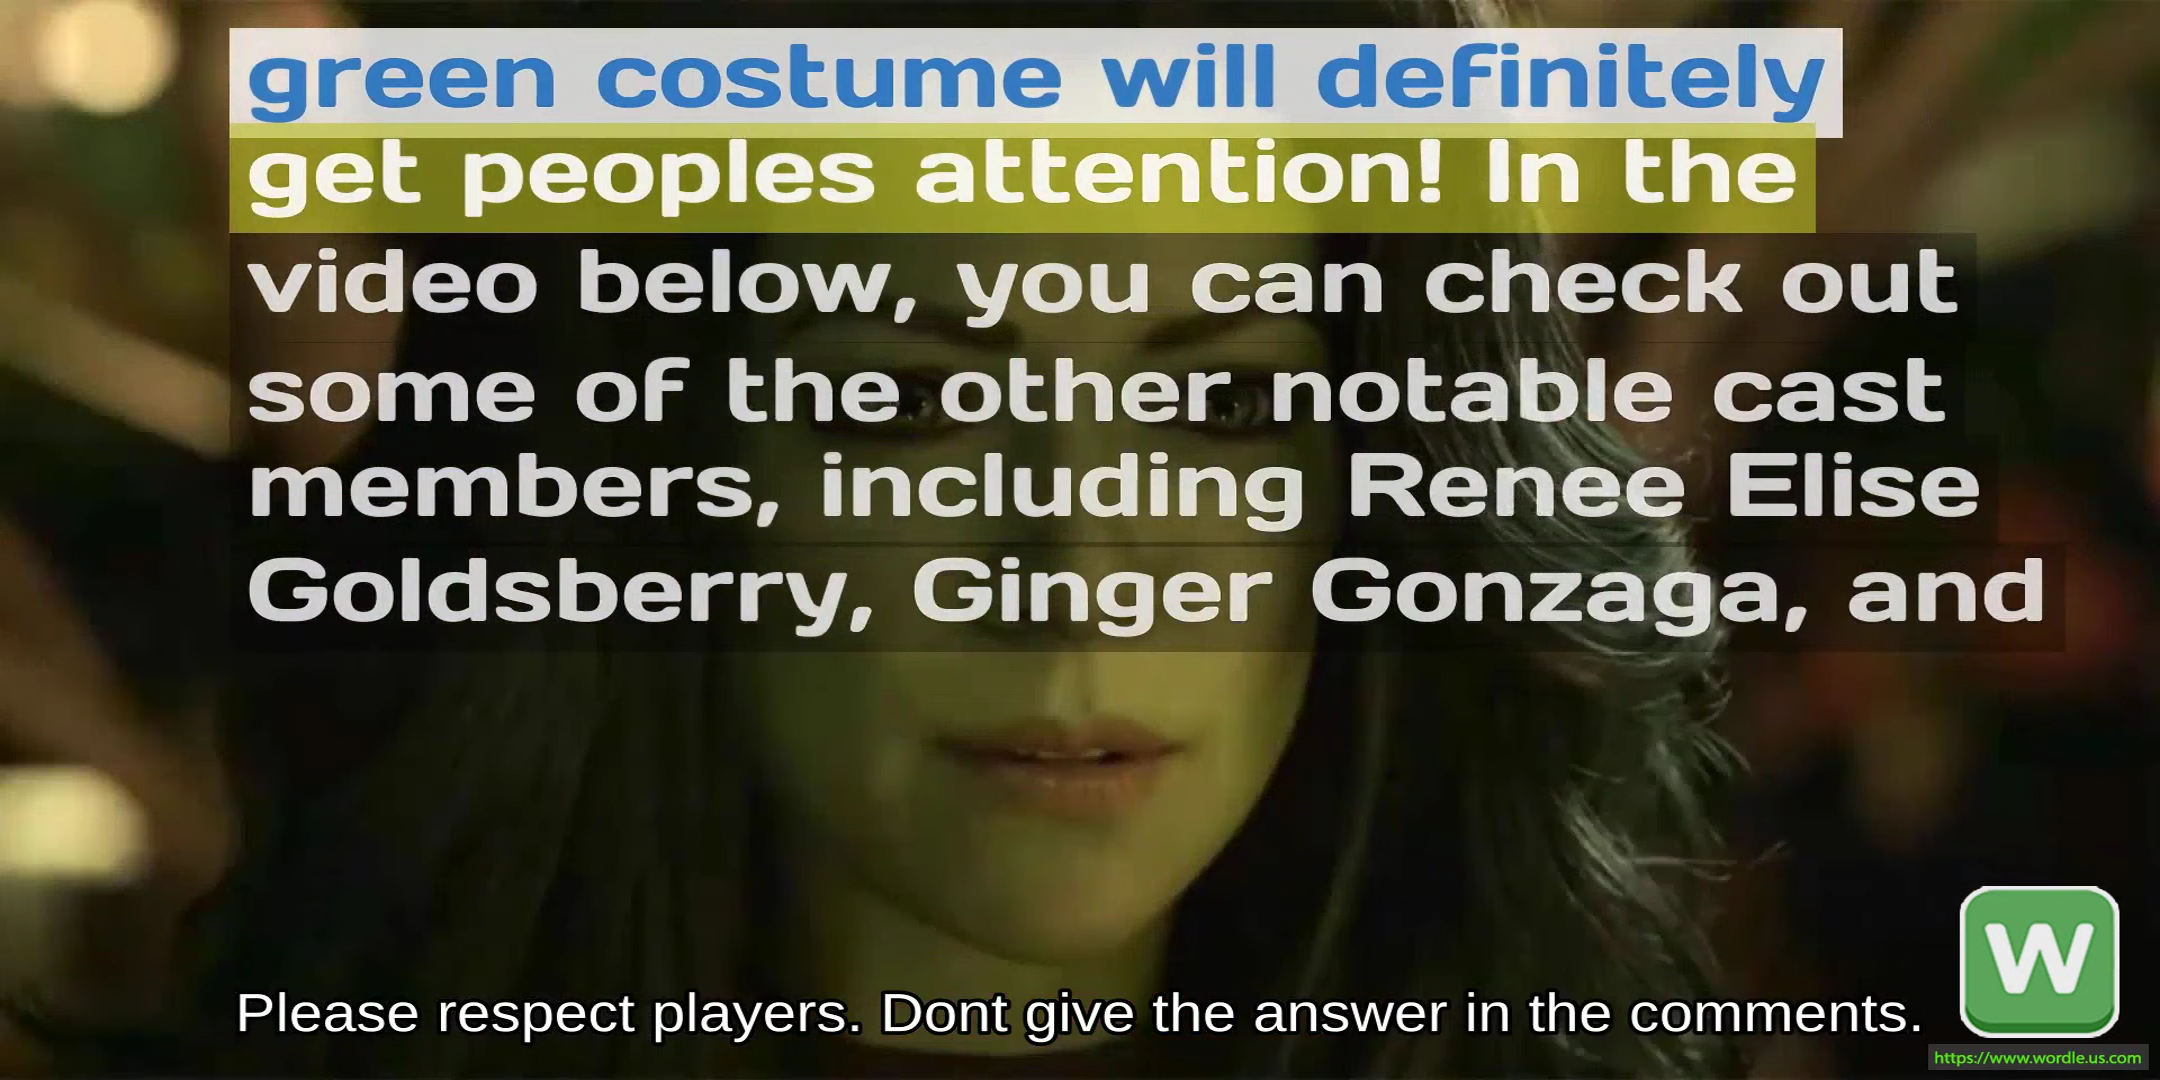 green costume will definitely
get peoples attention! In the
video below, you can check out
some of the other notable cast
members, including Renee Elise
Goldsberry, Ginger Gonzaga, and
Please respect players. Dont give the answer in the comments.
W
https://www.wordle.us.com